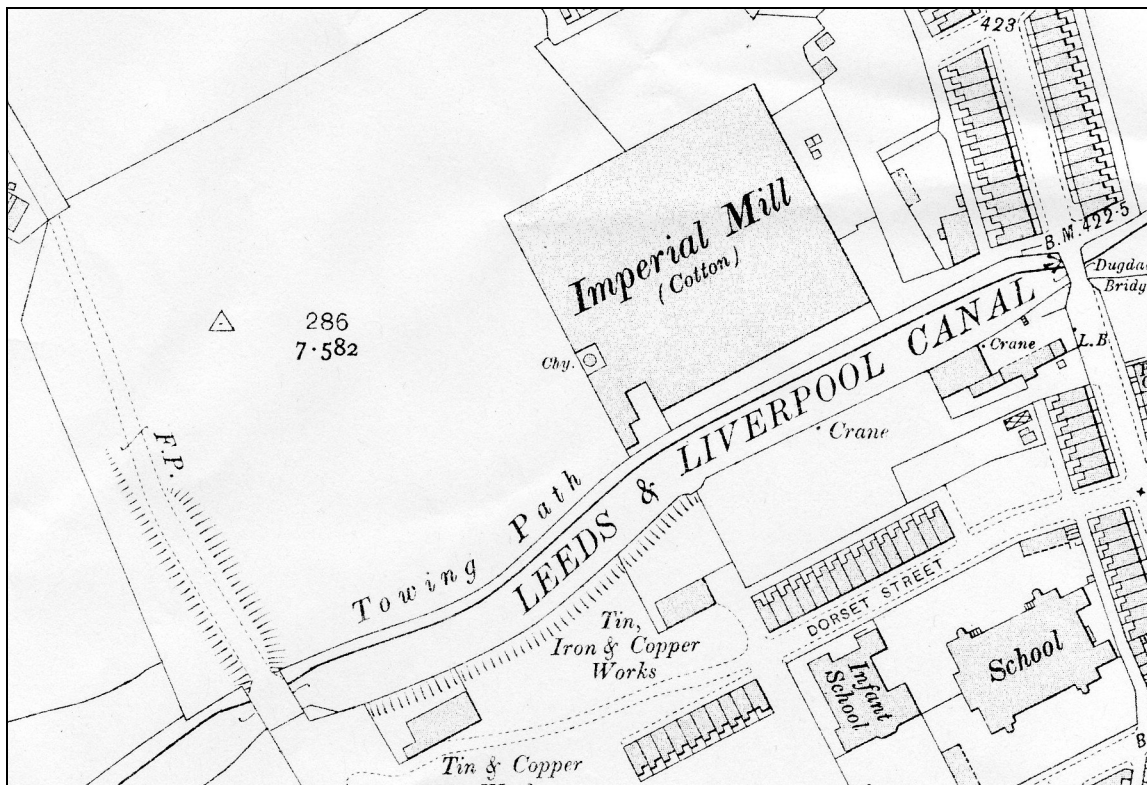 423
Imperial Mill
(Cotton)
B.M. 422·5
Bridg
286
7·582
Chy.
Crane
L.B.
F.P.
Crane
Towing Path
LEEDS & LIVERPOOL CANAL
DORSET STREET
Tin,
Iron & Copper
Works
Infant
School
School
Tin & Copper
B